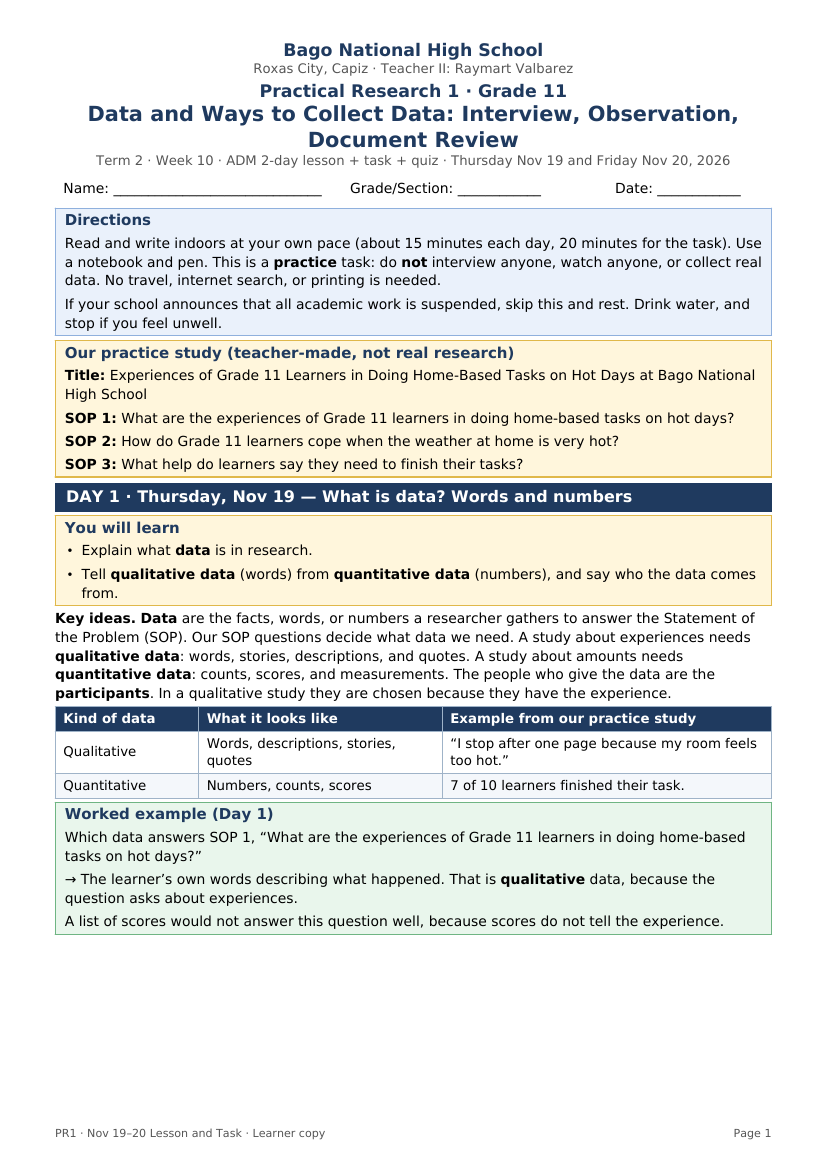 Bago National High School
Roxas City, Capiz · Teacher II: Raymart Valbarez
Practical Research 1 · Grade 11
Data and Ways to Collect Data: Interview, Observation,
Document Review
Term 2 · Week 10 · ADM 2-day lesson + task + quiz · Thursday Nov 19 and Friday Nov 20, 2026
Name: ______________________________ Grade/Section: ____________ Date: ____________
Directions
Read and write indoors at your own pace (about 15 minutes each day, 20 minutes for the task). Use
a notebook and pen. This is a practice task: do not interview anyone, watch anyone, or collect real
data. No travel, internet search, or printing is needed.
If your school announces that all academic work is suspended, skip this and rest. Drink water, and
stop if you feel unwell.
Our practice study (teacher-made, not real research)
Title: Experiences of Grade 11 Learners in Doing Home-Based Tasks on Hot Days at Bago National
High School
SOP 1: What are the experiences of Grade 11 learners in doing home-based tasks on hot days?
SOP 2: How do Grade 11 learners cope when the weather at home is very hot?
SOP 3: What help do learners say they need to finish their tasks?
DAY 1 · Thursday, Nov 19 — What is data? Words and numbers
You will learn
• Explain what data is in research.
• Tell qualitative data (words) from quantitative data (numbers), and say who the data comes
from.
Key ideas. Data are the facts, words, or numbers a researcher gathers to answer the Statement of
the Problem (SOP). Our SOP questions decide what data we need. A study about experiences needs
qualitative data: words, stories, descriptions, and quotes. A study about amounts needs
quantitative data: counts, scores, and measurements. The people who give the data are the
participants. In a qualitative study they are chosen because they have the experience.
Kind of data What it looks like Example from our practice study
Qualitative Words, descriptions, stories, quotes “I stop after one page because my room feels too hot.”
Quantitative Numbers, counts, scores 7 of 10 learners finished their task.
Worked example (Day 1)
Which data answers SOP 1, “What are the experiences of Grade 11 learners in doing home-based
tasks on hot days?”
→ The learner’s own words describing what happened. That is qualitative data, because the
question asks about experiences.
A list of scores would not answer this question well, because scores do not tell the experience.
PR1 · Nov 19–20 Lesson and Task · Learner copy Page 1